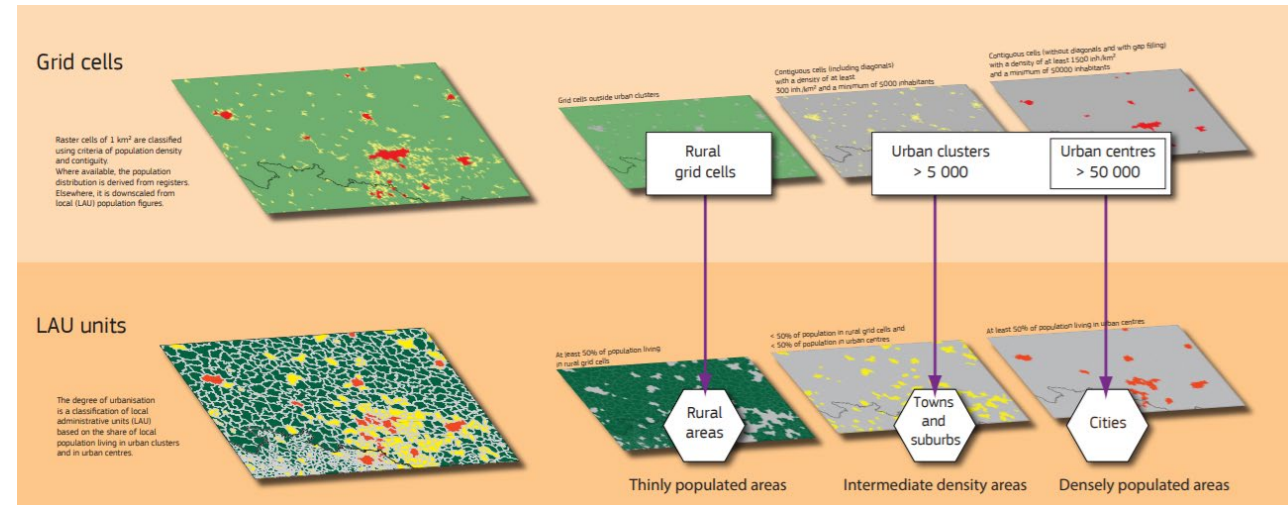 Grid cells
Raster cells of 1 km² are classified
using criteria of population density
and contiguity.
Where available, the population
distribution is derived from registers.
Elsewhere, it is downscaled from
local (LAU) population figures.
Grid cells outside urban clusters
Contiguous cells (including diagonals)
with a density of at least
300 inh./km² and a minimum of 5000 inhabitants
Contiguous cells (without diagonals and with gap filling)
with a density of at least 1500 inh/km²
and a minimum of 50000 inhabitants
Rural
grid cells
Urban clusters
> 5 000
Urban centres
> 50 000
LAU units
The degree of urbanisation
is a classification of local
administrative units (LAU)
based on the share of local
population living in urban clusters
and in urban centres.
At least 50% of population living
in rural grid cells
< 50% of population in rural grid cells and
< 50% of population in urban centres
At least 50% of population living in urban centres
Rural
areas
Towns
and
suburbs
Cities
Thinly populated areas
Intermediate density areas
Densely populated areas